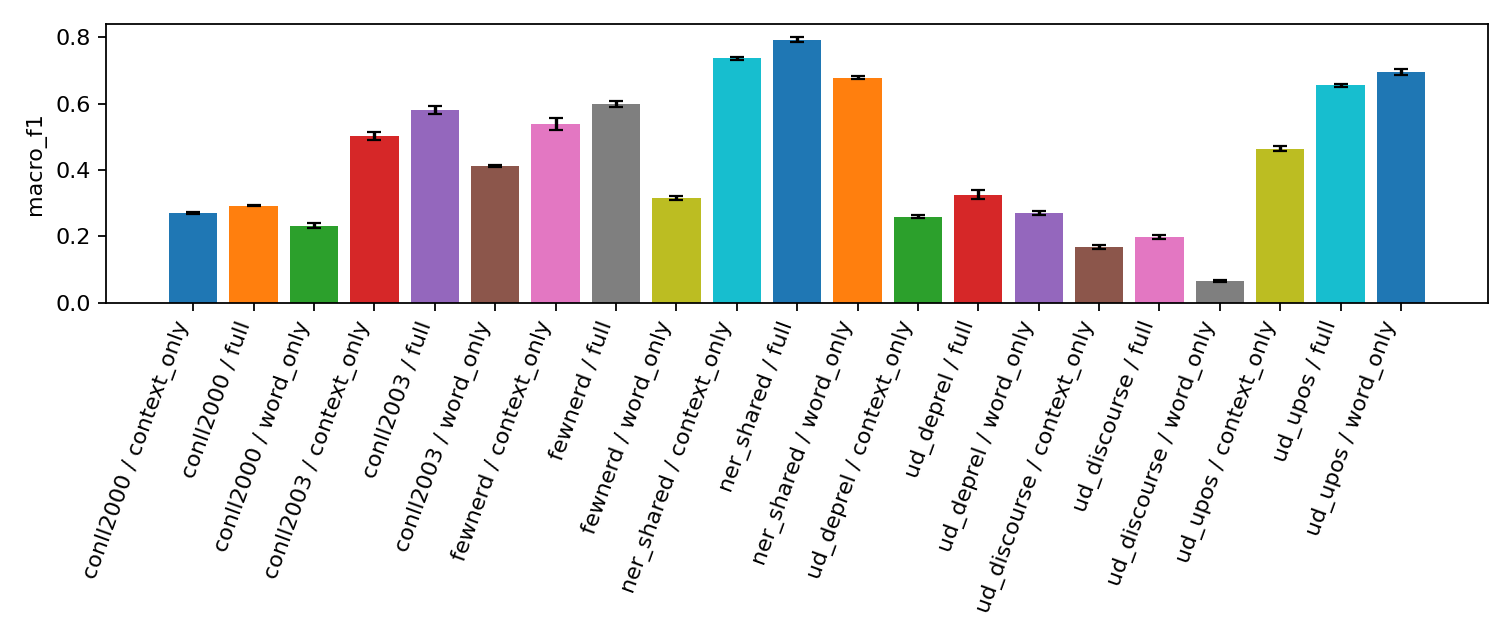 macro_f1
0.8
0.6
0.4
0.2
0.0
conll2000 / context_only
conll2000 / full
conll2000 / word_only
conll2003 / context_only
conll2003 / full
conll2003 / word_only
fewnerd / context_only
fewnerd / full
fewnerd / word_only
ner_shared / context_only
ner_shared / full
ner_shared / word_only
ud_deprel / context_only
ud_deprel / full
ud_deprel / word_only
ud_discourse / context_only
ud_discourse / full
ud_discourse / word_only
ud_upos / context_only
ud_upos / full
ud_upos / word_only